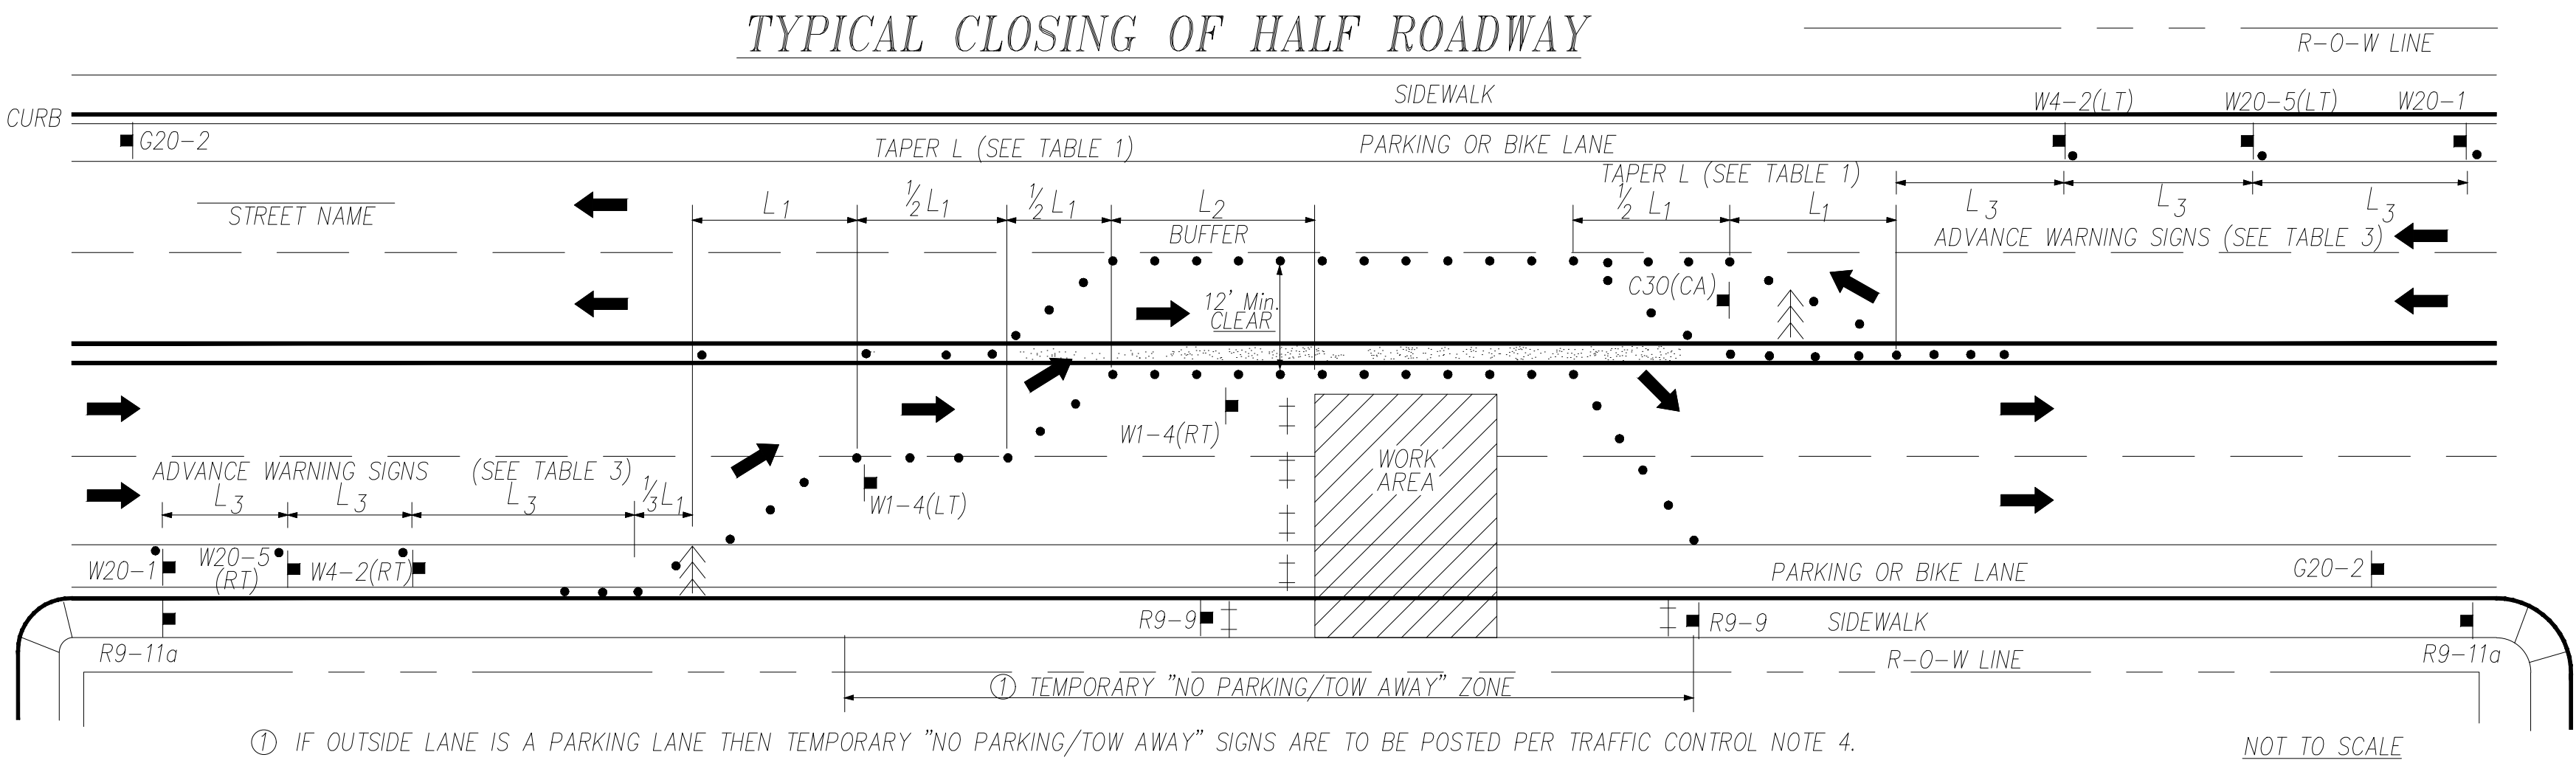 TYPICAL CLOSING OF HALF ROADWAY
R-O-W LINE
SIDEWALK
CURB
W4-2(LT)
W20-5(LT)
W20-1
G20-2
TAPER L (SEE TABLE 1)
PARKING OR BIKE LANE
TAPER L (SEE TABLE 1)
STREET NAME
L1
½ L1
½ L1
L2
½ L1
L1
L3
L3
L3
BUFFER
ADVANCE WARNING SIGNS (SEE TABLE 3)
C30(CA)
12' Min.
CLEAR
W1-4(RT)
WORK
AREA
ADVANCE WARNING SIGNS (SEE TABLE 3)
L3
L3
L3
⅓L1
W1-4(LT)
W20-1
W20-5
(RT)
W4-2(RT)
PARKING OR BIKE LANE
G20-2
R9-9
R9-9
SIDEWALK
R9-11a
R-O-W LINE
R9-11a
① TEMPORARY "NO PARKING/TOW AWAY" ZONE
① IF OUTSIDE LANE IS A PARKING LANE THEN TEMPORARY "NO PARKING/TOW AWAY" SIGNS ARE TO BE POSTED PER TRAFFIC CONTROL NOTE 4.
NOT TO SCALE